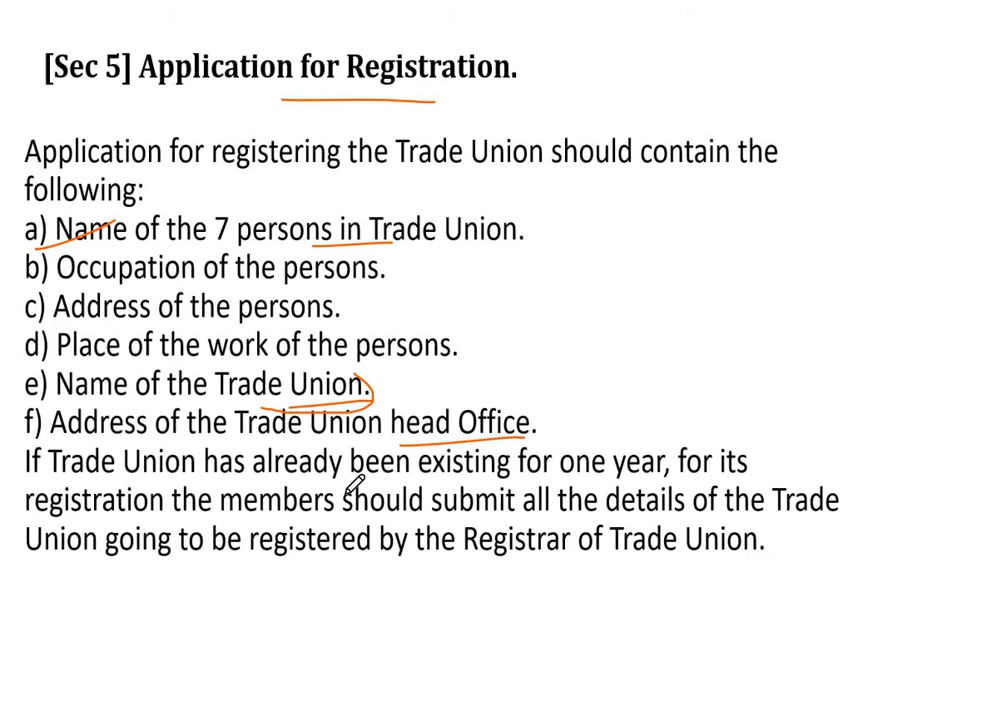 [Sec 5] Application for Registration.
Application for registering the Trade Union should contain the
following:
a) Name of the 7 persons in Trade Union.
b) Occupation of the persons.
c) Address of the persons.
d) Place of the work of the persons.
e) Name of the Trade Union.
f) Address of the Trade Union head Office.
If Trade Union has already been existing for one year, for its
registration the members should submit all the details of the Trade
Union going to be registered by the Registrar of Trade Union.